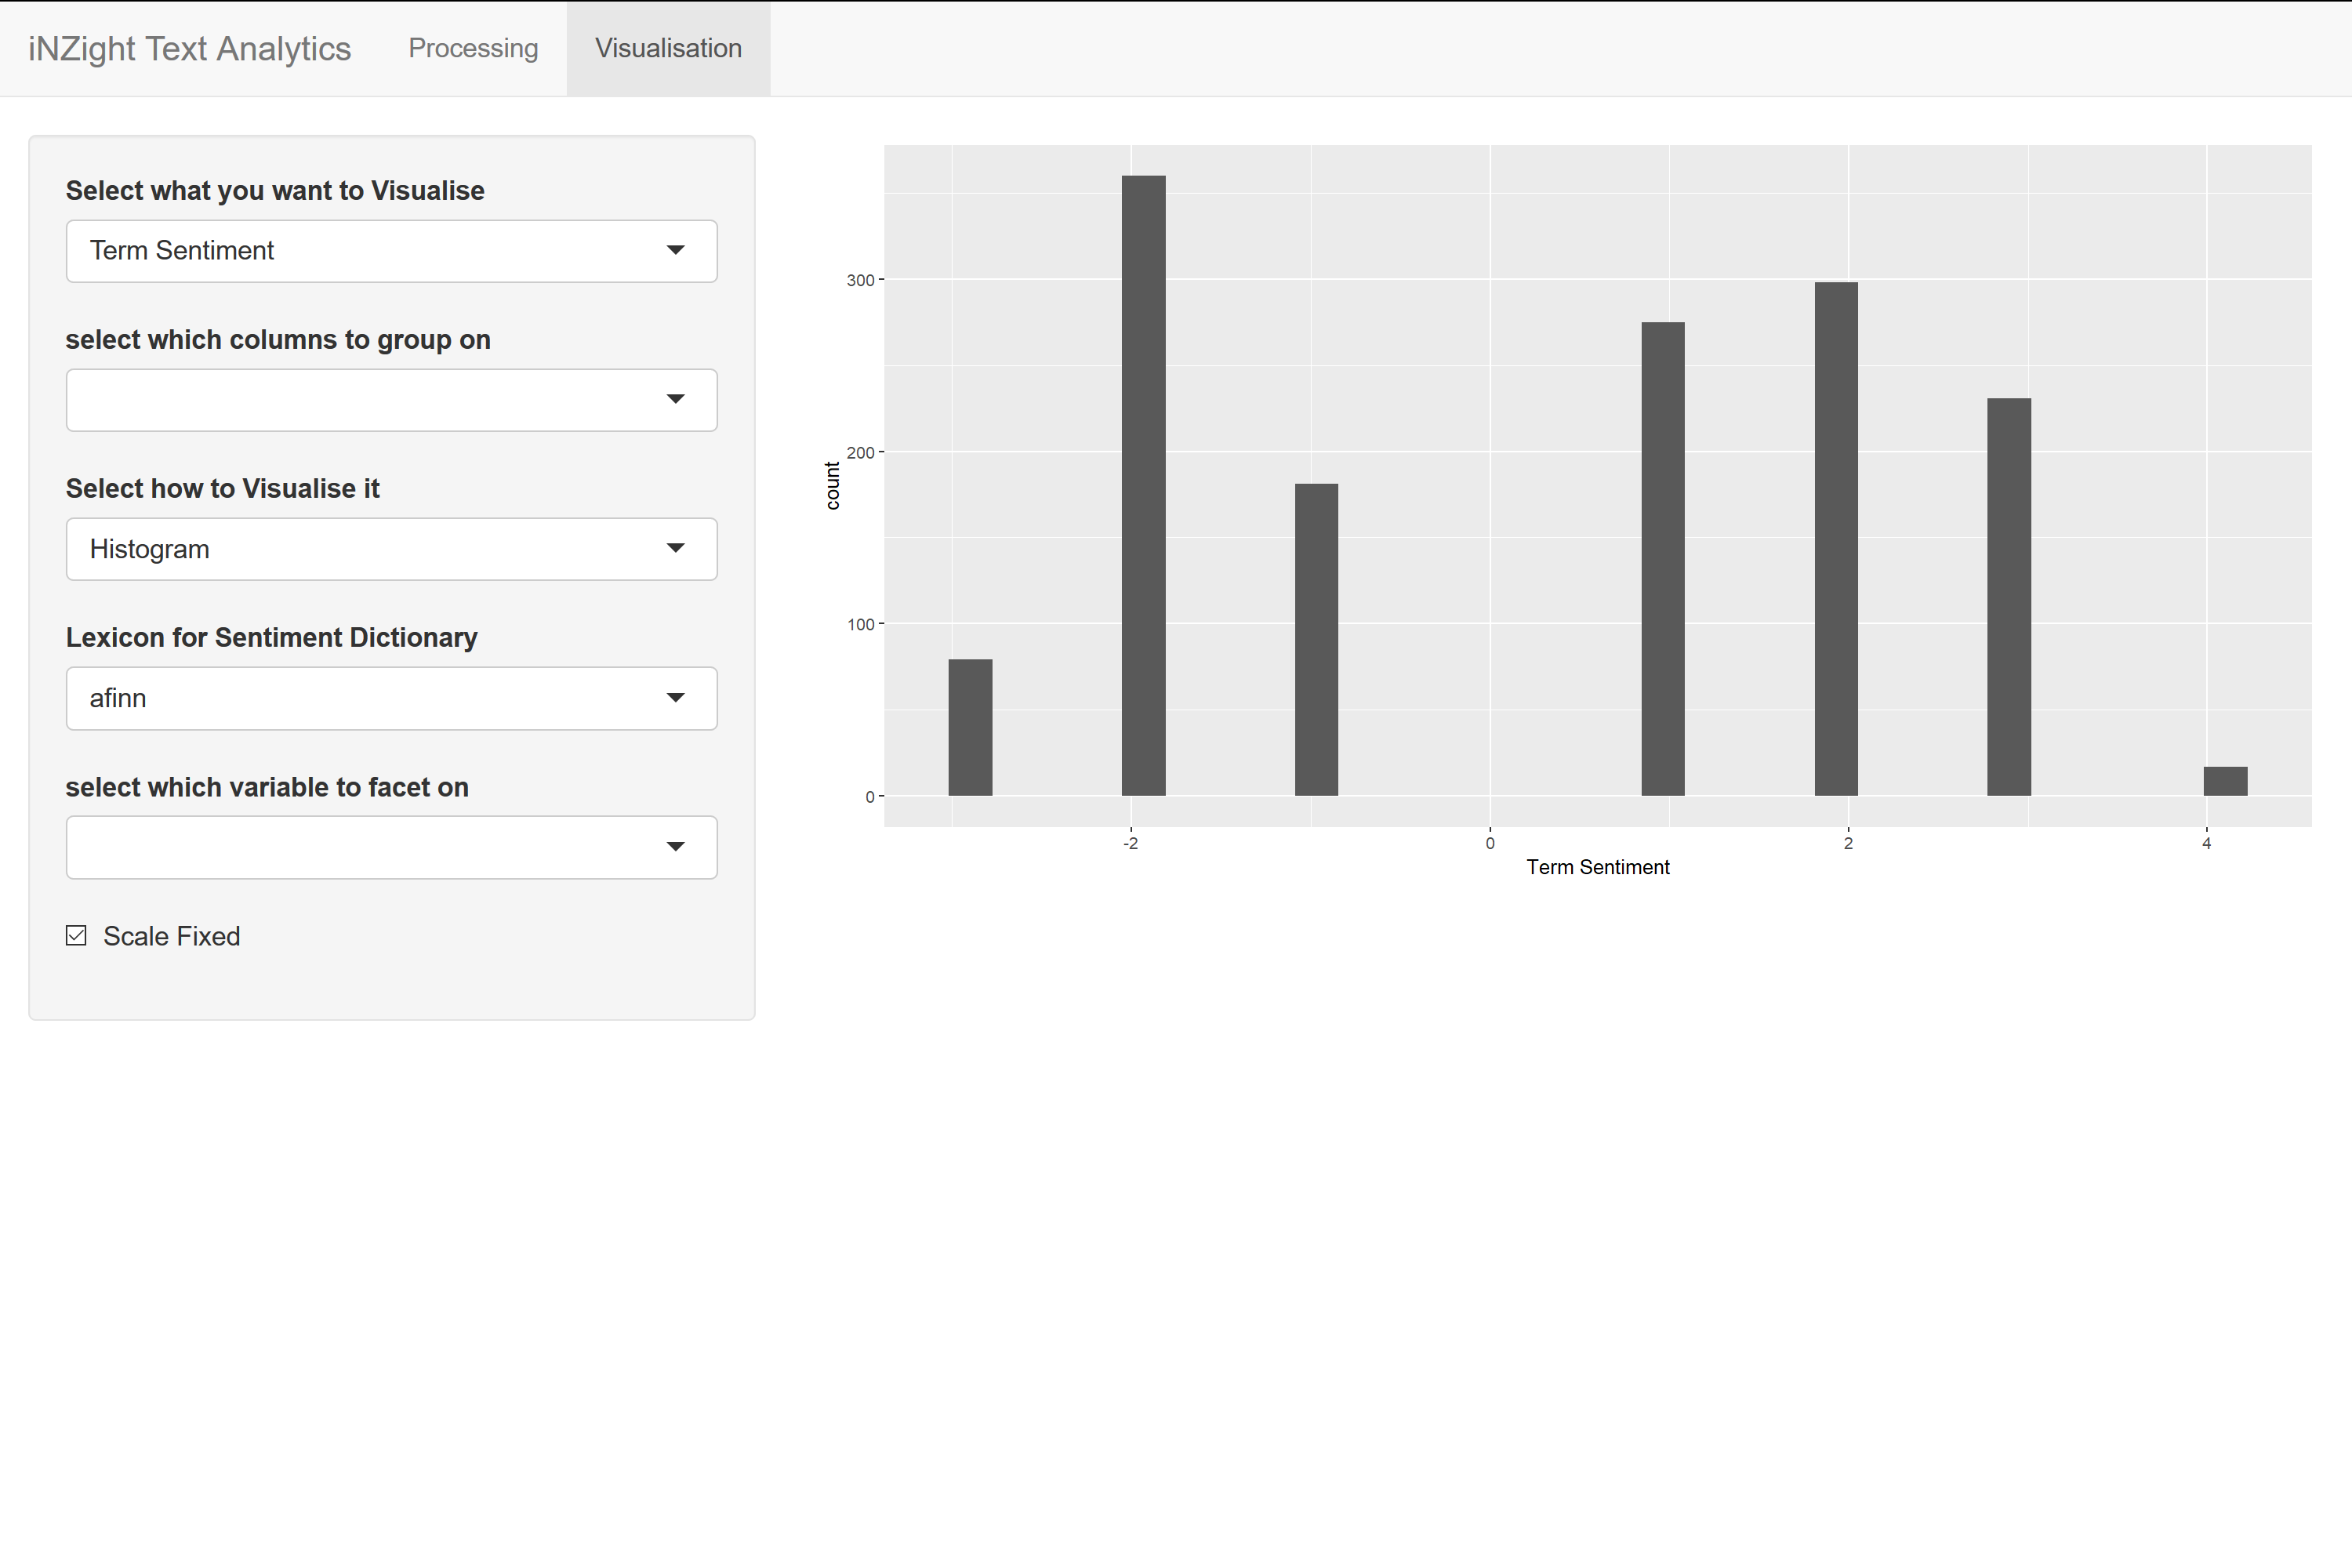 iNZight Text Analytics Processing Visualisation
Select what you want to Visualise
Term Sentiment
select which columns to group on
Select how to Visualise it
Histogram
Lexicon for Sentiment Dictionary
afinn
select which variable to facet on
Scale Fixed
300
200
100
0
count
-2 0 2 4
Term Sentiment